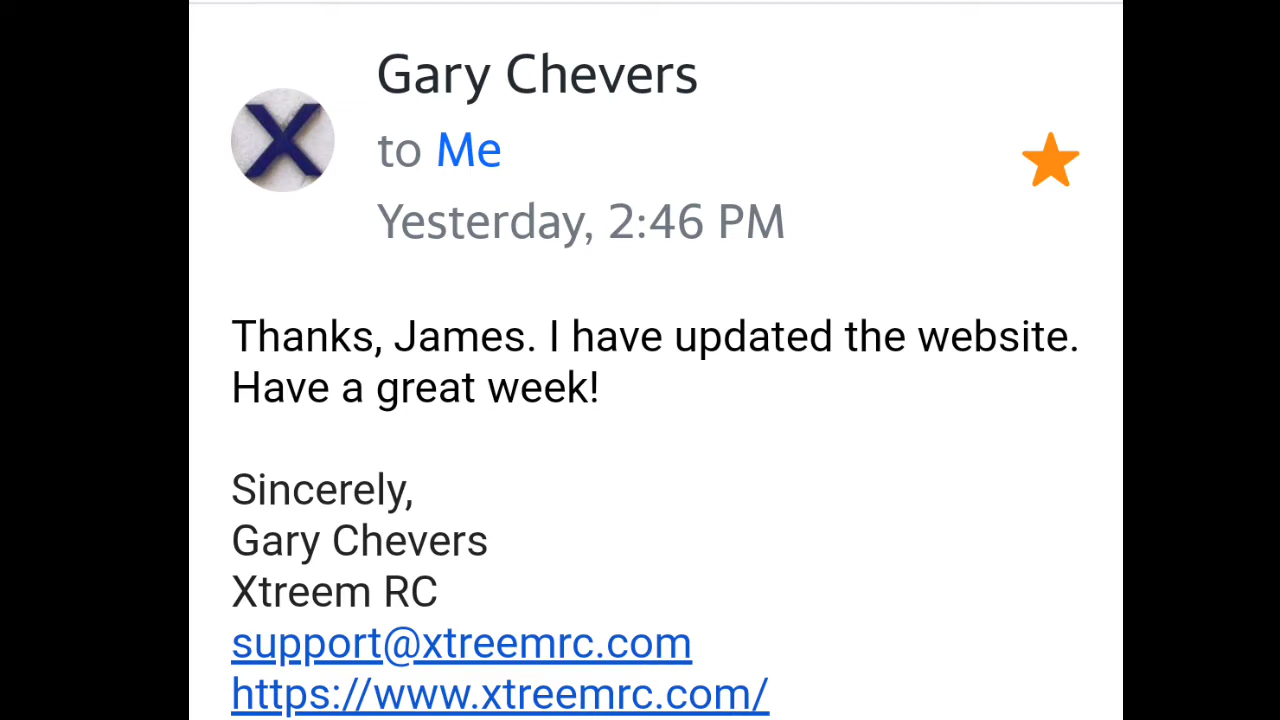 Gary Chevers
to Me
Yesterday, 2:46 PM
Thanks, James. I have updated the website.
Have a great week!
Sincerely,
Gary Chevers
Xtreem RC
support@xtreemrc.com
https://www.xtreemrc.com/